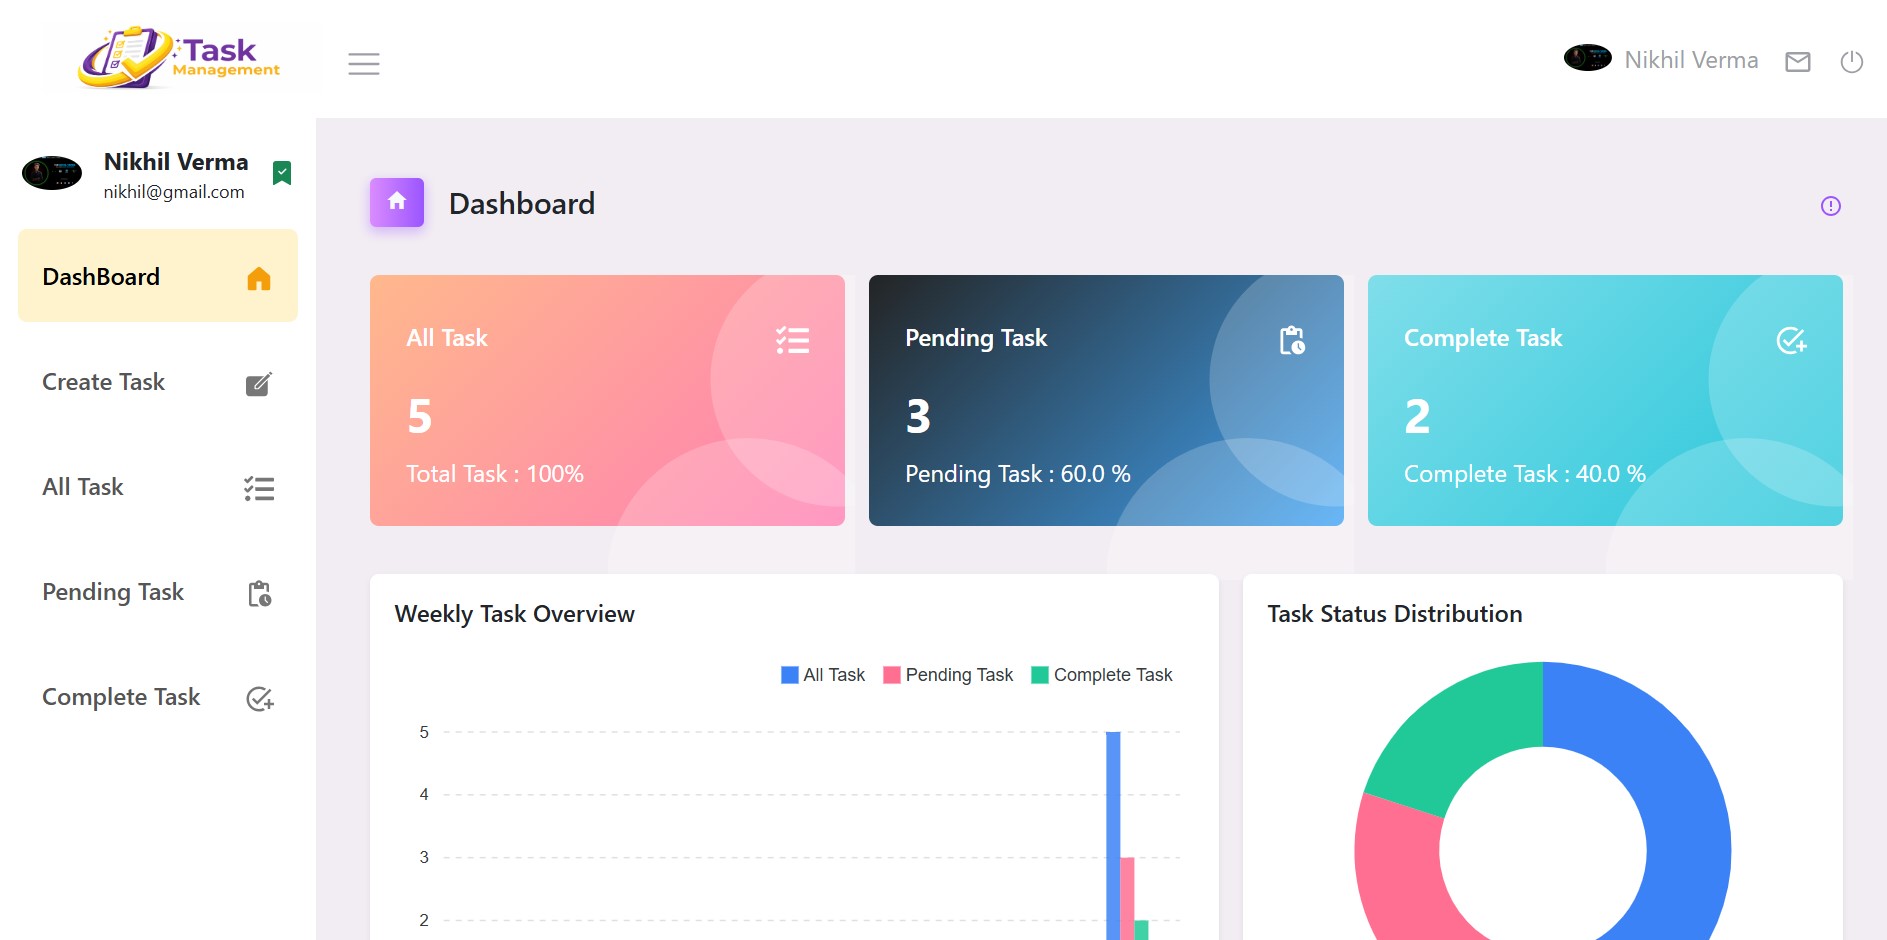 Task
Management
Nikhil Verma
Nikhil Verma
nikhil@gmail.com
DashBoard
Create Task
All Task
Pending Task
Complete Task
Dashboard
All Task
5
Total Task : 100%
Pending Task
3
Pending Task : 60.0 %
Complete Task
2
Complete Task : 40.0 %
Weekly Task Overview
All Task Pending Task Complete Task
5
4
3
2
Task Status Distribution